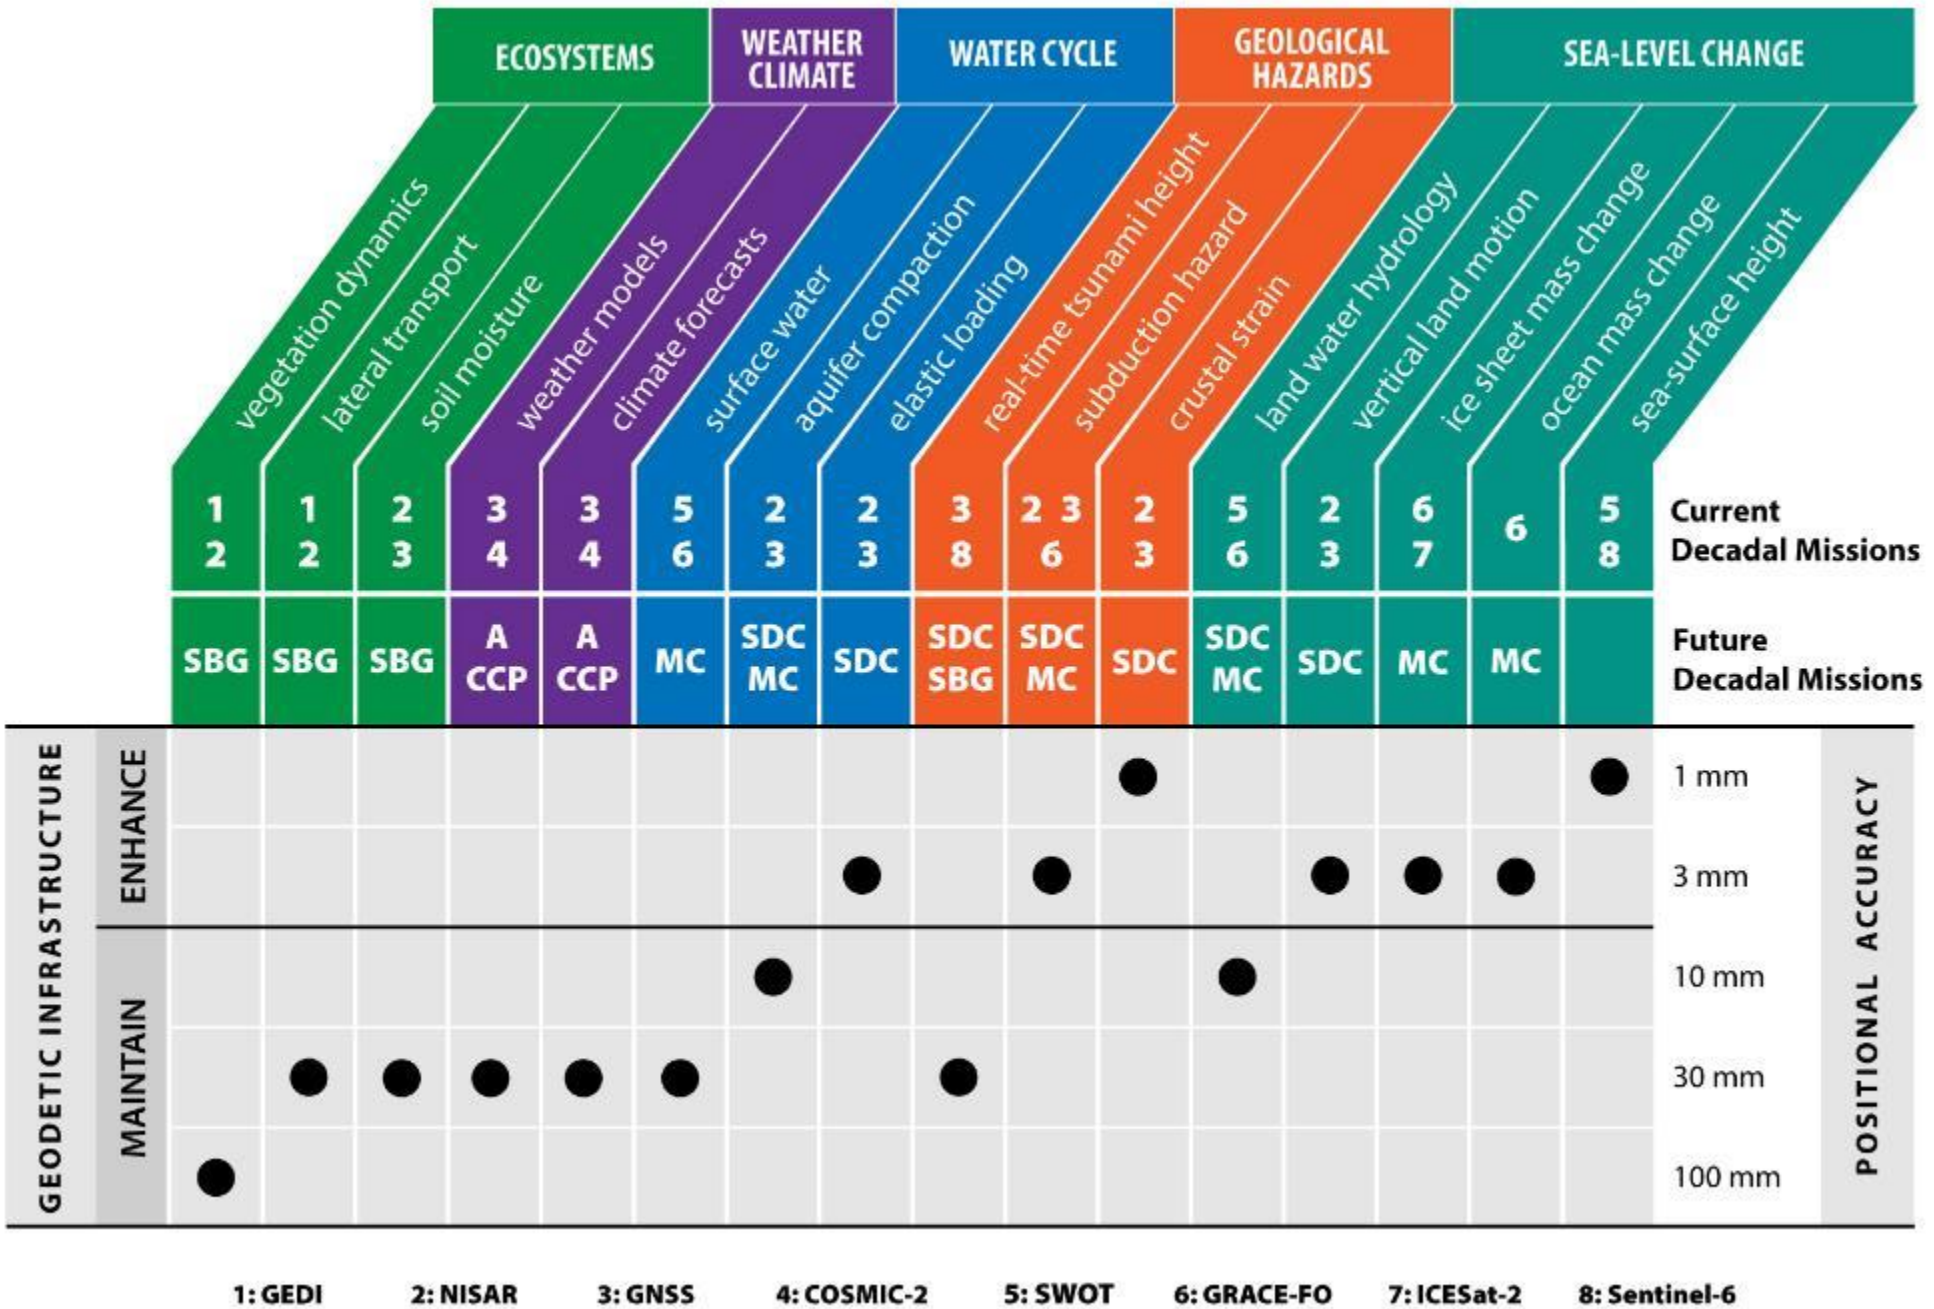 ECOSYSTEMS
WEATHER
CLIMATE
WATER CYCLE
GEOLOGICAL
HAZARDS
SEA-LEVEL CHANGE
vegetation dynamics
lateral transport
soil moisture
weather models
climate forecasts
surface water
aquifer compaction
elastic loading
real-time tsunami height
subduction hazard
crustal strain
land water hydrology
vertical land motion
ice sheet mass change
ocean mass change
sea-surface height
1 1 2 3 3 5 2 2 3 2 3 2 5 2 6 6 5
2 2 3 4 4 6 3 3 8 6 3 6 3 7 8
Current
Decadal Missions
SBG SBG SBG A CCP A CCP MC SDC MC SDC SDC SBG SDC MC SDC SDC MC SDC MC MC
Future
Decadal Missions
GEODETIC INFRASTRUCTURE
ENHANCE
MAINTAIN
1 mm
3 mm
10 mm
30 mm
100 mm
POSITIONAL ACCURACY
1: GEDI 2: NISAR 3: GNSS 4: COSMIC-2 5: SWOT 6: GRACE-FO 7: ICESat-2 8: Sentinel-6